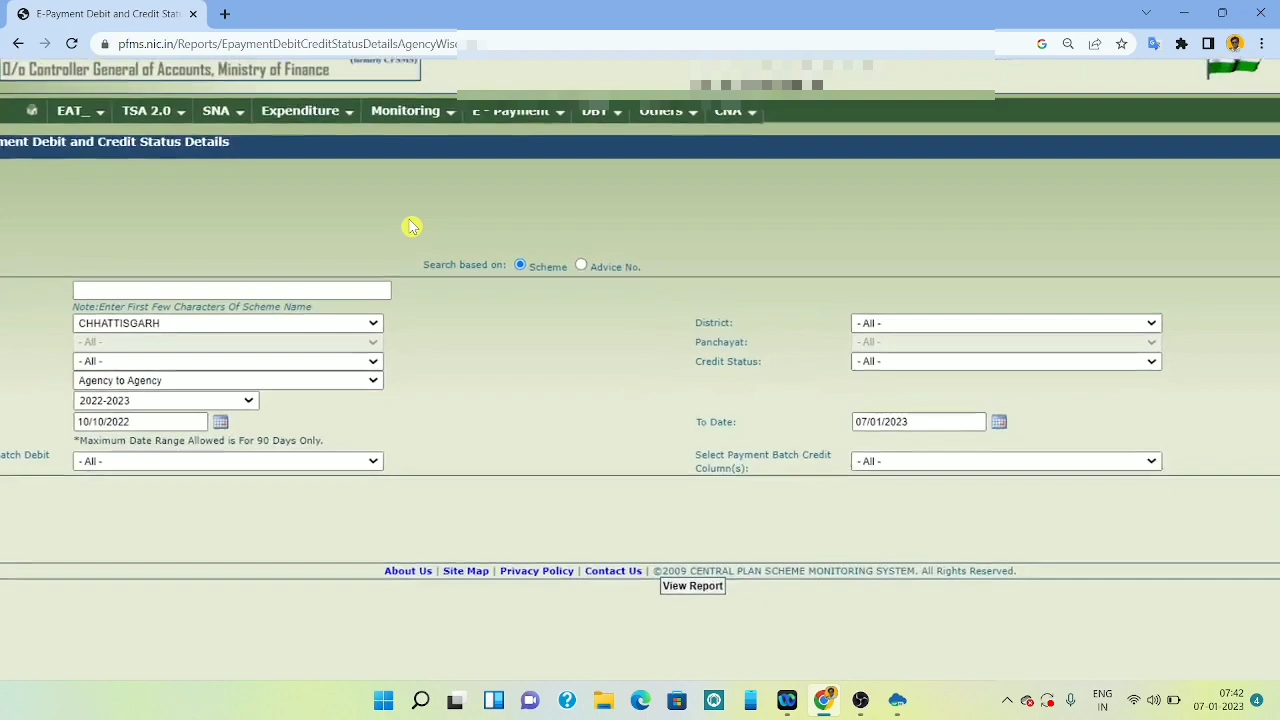 E-Payment Debit and Credit Status
pfms.nic.in/Reports/EpaymentDebitCreditStatusDetailsAgencyWis
(formerly CPSMS)
O/o Controller General of Accounts, Ministry of Finance
EAT_ TSA 2.0 SNA Expenditure Monitoring E - Payment DBT Others CNA
ment Debit and Credit Status Details
Search based on: Scheme Advice No.
Note:Enter First Few Characters Of Scheme Name
CHHATTISGARH District: - All -
- All - Panchayat: - All -
- All - Credit Status: - All -
Agency to Agency
2022-2023
10/10/2022 To Date: 07/01/2023
*Maximum Date Range Allowed is For 90 Days Only.
atch Debit - All - Select Payment Batch Credit - All -
Column(s):
About Us | Site Map | Privacy Policy | Contact Us | ©2009 CENTRAL PLAN SCHEME MONITORING SYSTEM. All Rights Reserved.
View Report
ENG 07:42
IN 07-01-2023 4